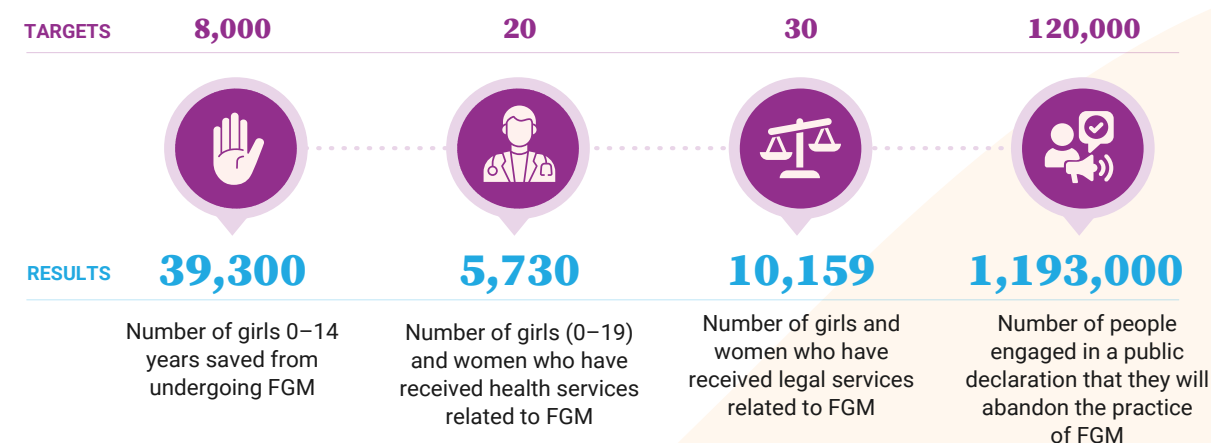 TARGETS 8,000 20 30 120,000
RESULTS 39,300 5,730 10,159 1,193,000
Number of girls 0–14
years saved from
undergoing FGM
Number of girls (0–19)
and women who have
received health services
related to FGM
Number of girls and
women who have
received legal services
related to FGM
Number of people
engaged in a public
declaration that they will
abandon the practice
of FGM